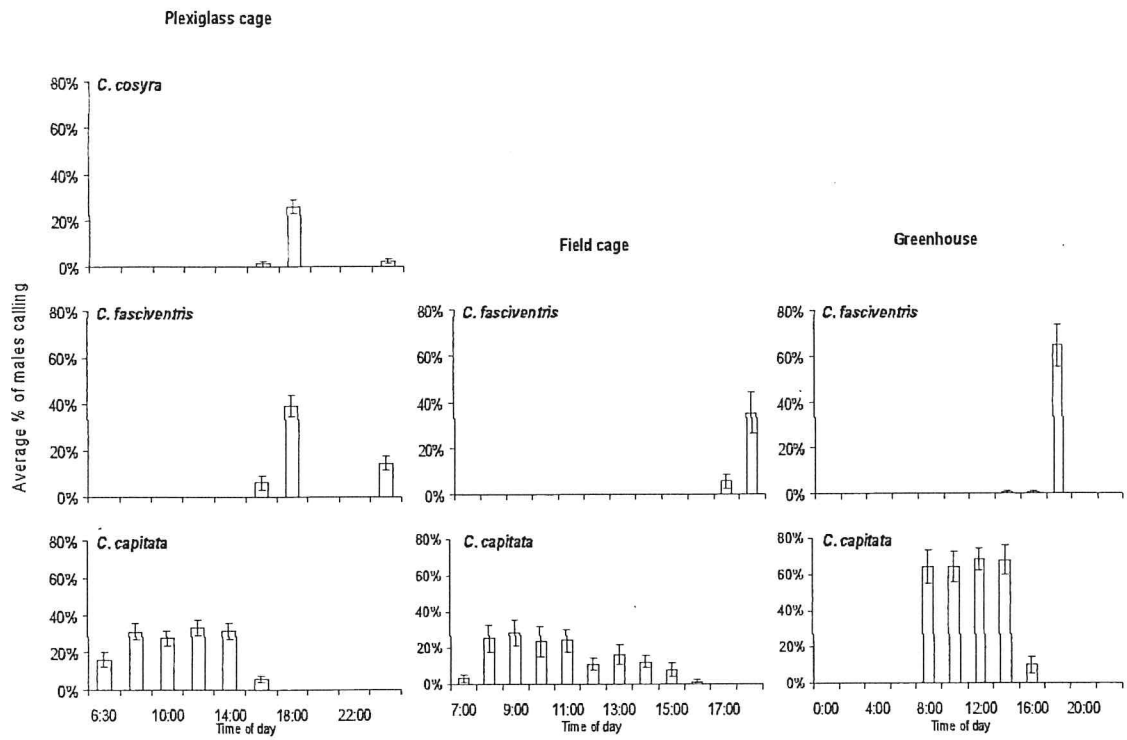 Plexiglass cage
C. cosyra
80%
60%
40%
20%
0%
Field cage
Greenhouse
Average % of males calling
C. fasciventris
80%
60%
40%
20%
0%
C. fasciventris
80%
60%
40%
20%
0%
C. fasciventris
80%
60%
40%
20%
0%
C. capitata
80%
60%
40%
20%
0%
6:30 10:00 14:00 18:00 22:00
Time of day
C. capitata
80%
60%
40%
20%
0%
7:00 9:00 11:00 13:00 15:00 17:00
Time of day
C. capitata
80%
60%
40%
20%
0%
0:00 4:00 8:00 12:00 16:00 20:00
Time of day